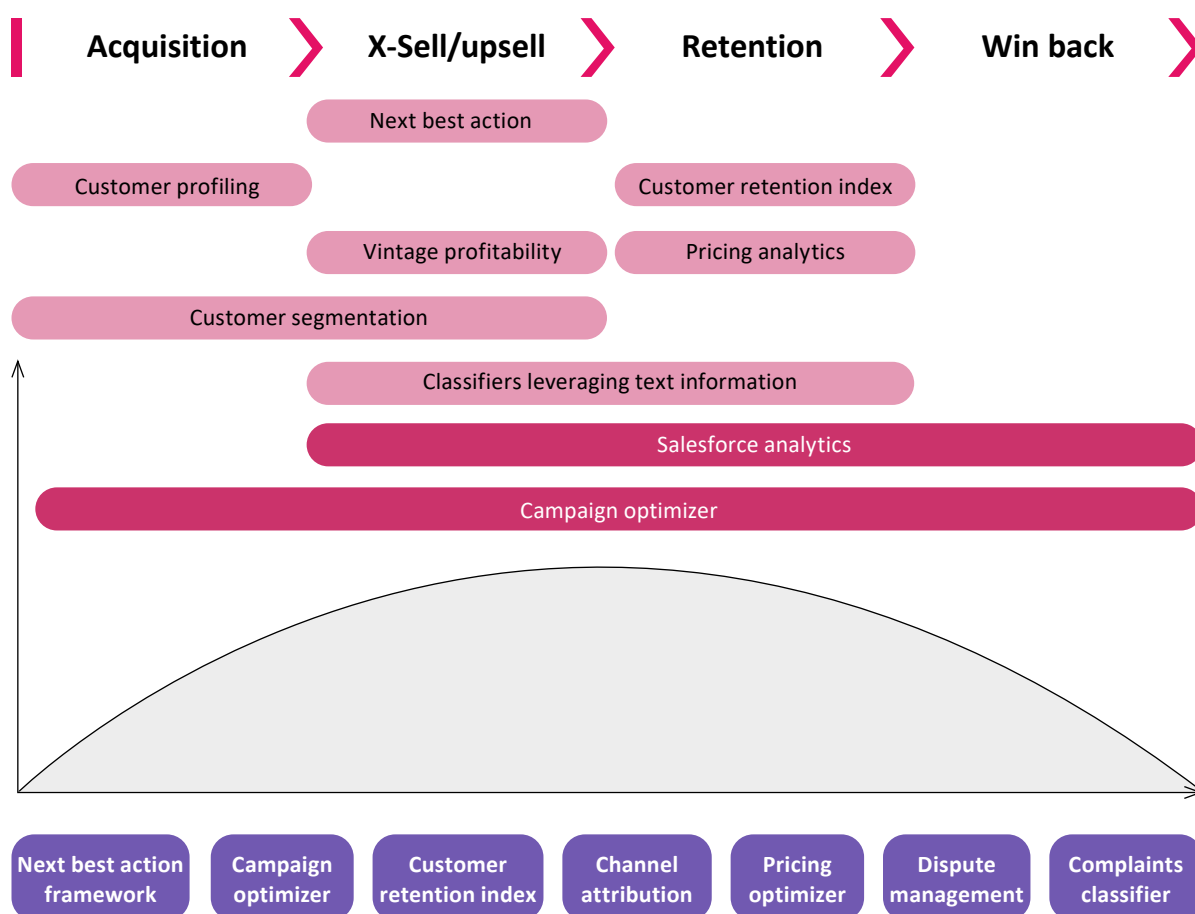 Acquisition
X-Sell/upsell
Retention
Win back
Next best action
Customer profiling
Customer retention index
Vintage profitability
Pricing analytics
Customer segmentation
Classifiers leveraging text information
Salesforce analytics
Campaign optimizer
Next best action
framework
Campaign
optimizer
Customer
retention index
Channel
attribution
Pricing
optimizer
Dispute
management
Complaints
classifier